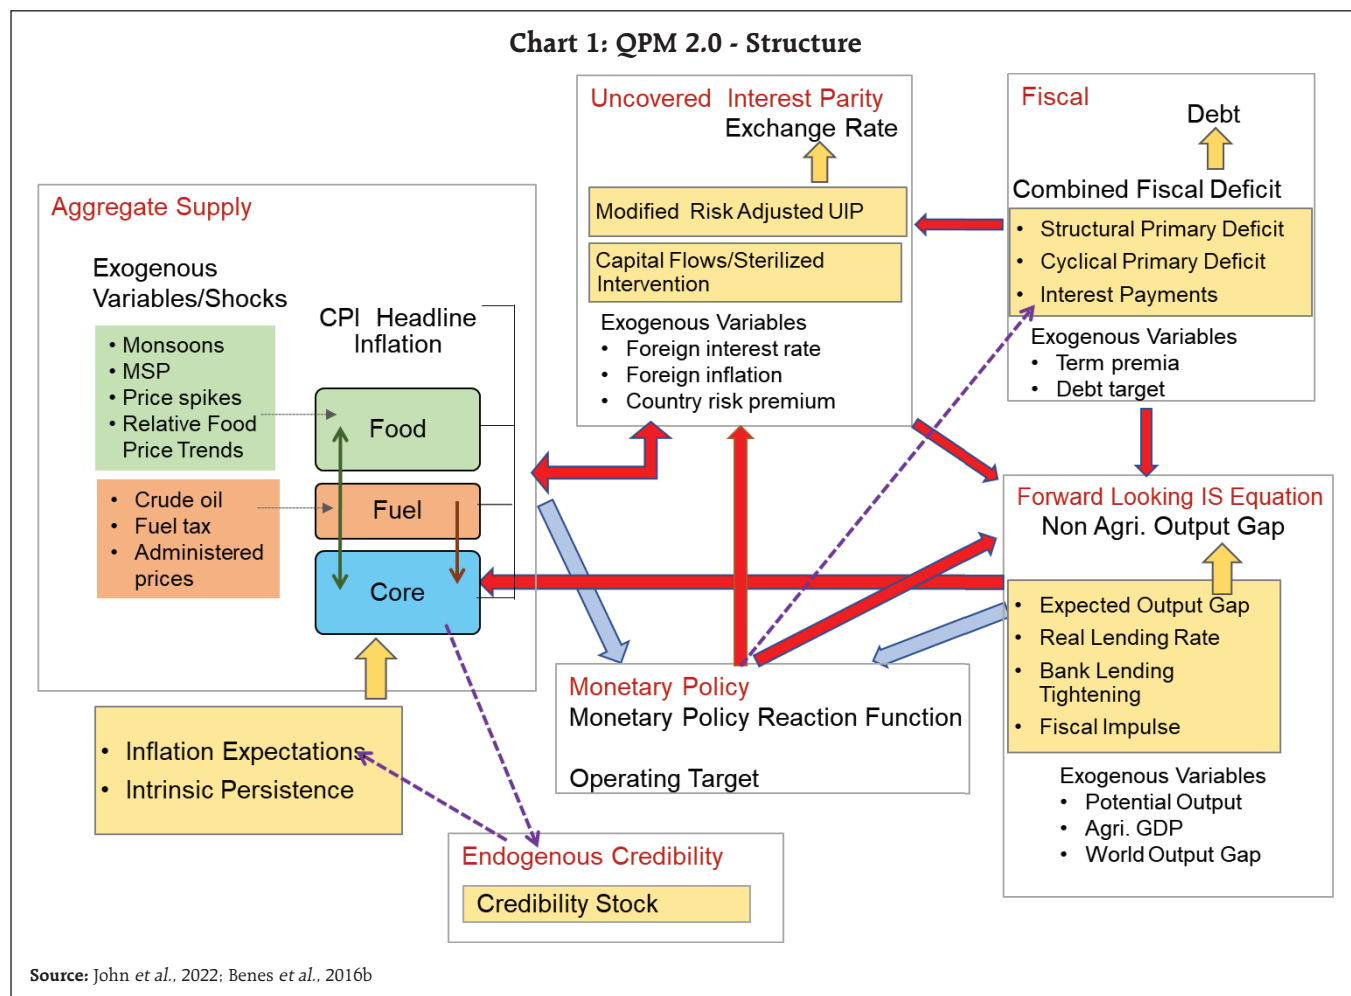 Chart 1: QPM 2.0 - Structure
Aggregate Supply
Exogenous
Variables/Shocks
• Monsoons
• MSP
• Price spikes
• Relative Food
Price Trends
• Crude oil
• Fuel tax
• Administered
prices
CPI Headline
Inflation
Food
Fuel
Core
• Inflation Expectations
• Intrinsic Persistence
Uncovered Interest Parity
Exchange Rate
Modified Risk Adjusted UIP
Capital Flows/Sterilized
Intervention
Exogenous Variables
• Foreign interest rate
• Foreign inflation
• Country risk premium
Fiscal
Debt
Combined Fiscal Deficit
• Structural Primary Deficit
• Cyclical Primary Deficit
• Interest Payments
Exogenous Variables
• Term premia
• Debt target
Forward Looking IS Equation
Non Agri. Output Gap
• Expected Output Gap
• Real Lending Rate
• Bank Lending
Tightening
• Fiscal Impulse
Exogenous Variables
• Potential Output
• Agri. GDP
• World Output Gap
Monetary Policy
Monetary Policy Reaction Function
Operating Target
Endogenous Credibility
Credibility Stock
Source: John et al., 2022; Benes et al., 2016b